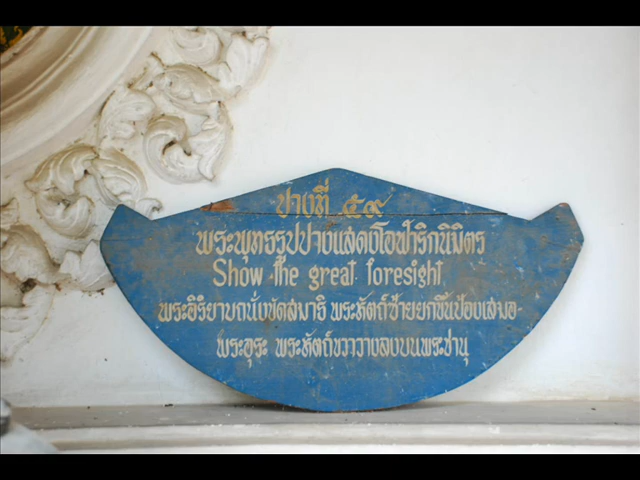 ปางที่ ๕๙
พระพุทธรูปปางแสดงโอฬาริกนิมิตร
Show the great foresight
พระอิริยาบถนั่งขัดสมาธิ พระหัตถ์ซ้ายยกขึ้นป้องเสมอ-
พระอุระ พระหัตถ์ขวาวางลงบนพระชานุ